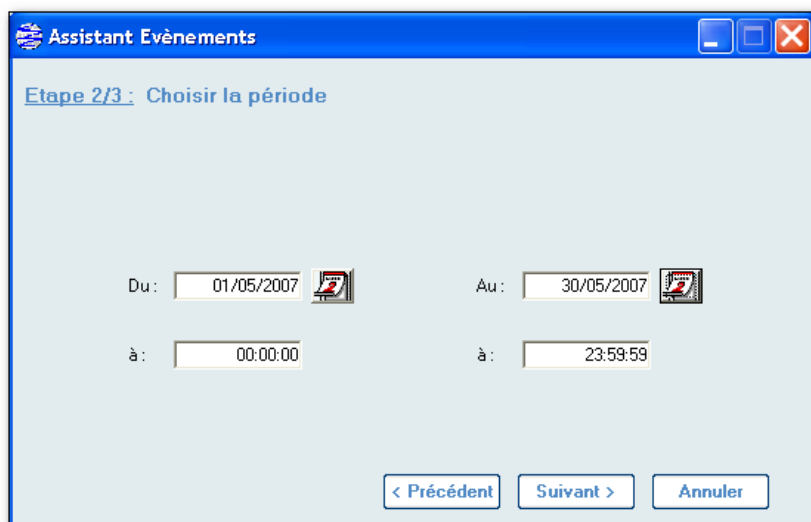 Assistant Evènements
Etape 2/3 : Choisir la période
Du : 01/05/2007 Au : 30/05/2007
à : 00:00:00 à : 23:59:59
< Précédent Suivant > Annuler